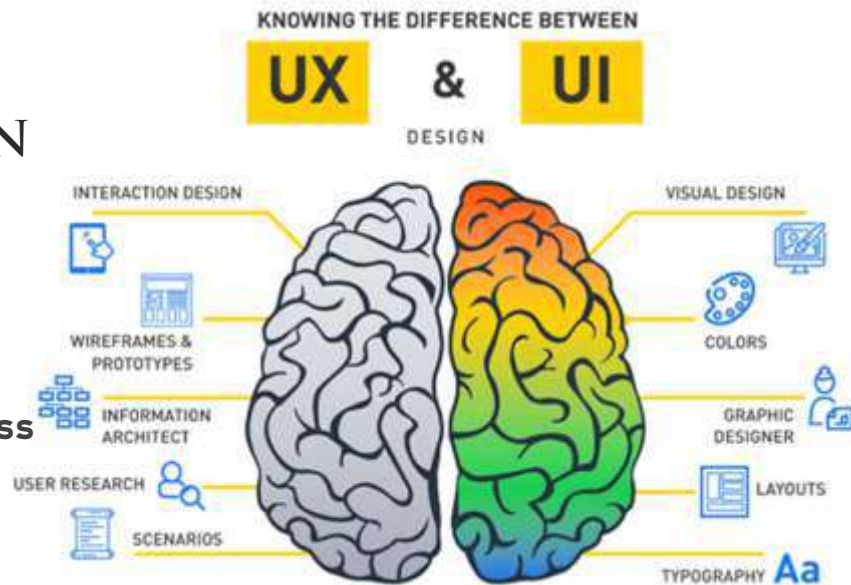 KNOWING THE DIFFERENCE BETWEEN
UX & UI
DESIGN
N
INTERACTION DESIGN
VISUAL DESIGN
WIREFRAMES &
PROTOTYPES
COLORS
ss
INFORMATION
ARCHITECT
GRAPHIC
DESIGNER
USER RESEARCH
LAYOUTS
SCENARIOS
TYPOGRAPHY Aa